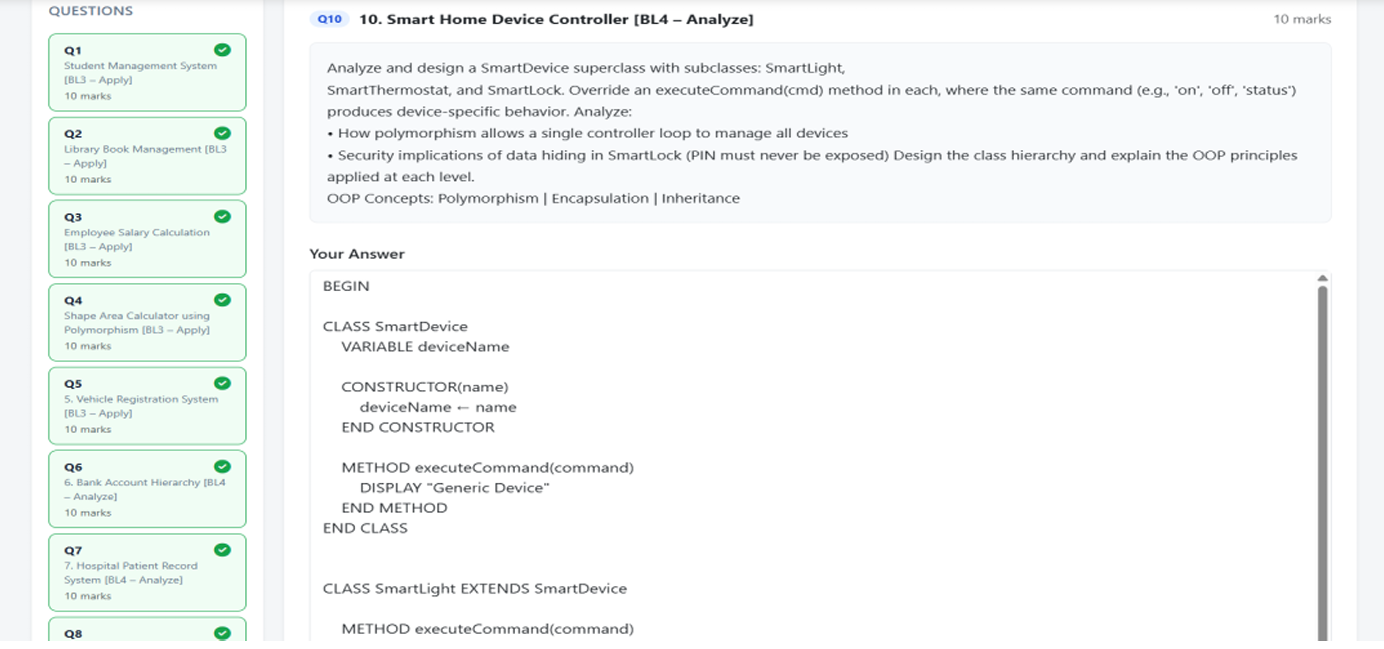 QUESTIONS
Q1
Student Management System
[BL3 – Apply]
10 marks
Q2
Library Book Management [BL3
– Apply]
10 marks
Q3
Employee Salary Calculation
[BL3 – Apply]
10 marks
Q4
Shape Area Calculator using
Polymorphism [BL3 – Apply]
10 marks
Q5
5. Vehicle Registration System
[BL3 – Apply]
10 marks
Q6
6. Bank Account Hierarchy [BL4
– Analyze]
10 marks
Q7
7. Hospital Patient Record
System [BL4 – Analyze]
10 marks
Q8
Q10 10. Smart Home Device Controller [BL4 – Analyze] 10 marks
Analyze and design a SmartDevice superclass with subclasses: SmartLight,
SmartThermostat, and SmartLock. Override an executeCommand(cmd) method in each, where the same command (e.g., 'on', 'off', 'status')
produces device-specific behavior. Analyze:
• How polymorphism allows a single controller loop to manage all devices
• Security implications of data hiding in SmartLock (PIN must never be exposed) Design the class hierarchy and explain the OOP principles
applied at each level.
OOP Concepts: Polymorphism | Encapsulation | Inheritance
Your Answer
BEGIN
CLASS SmartDevice
VARIABLE deviceName
CONSTRUCTOR(name)
deviceName ← name
END CONSTRUCTOR
METHOD executeCommand(command)
DISPLAY "Generic Device"
END METHOD
END CLASS
CLASS SmartLight EXTENDS SmartDevice
METHOD executeCommand(command)